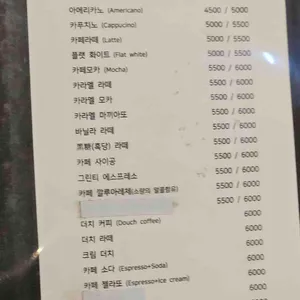 아메리카노 (Americano) 4500 / 5000
카푸치노 (Cappucino) 5000 / 5500
카페라떼 (Latte) 5000 / 5500
플랫 화이트 (Flat white) 5000 / 5500
카페모카 (Mocha) 5500 / 6000
카라멜 라떼 5500 / 6000
카라멜 모카 5500 / 6000
카라멜 마끼아또 5500 / 6000
바닐라 라떼 5500 / 6000
黑糖(흑당) 라떼 5500 / 6000
카페 사이공 5500 / 6000
그린티 에스프레소 5500 / 6000
카페 깔루아레체 5500 / 6000
더치 커피 (Douch coffee) 6000
더치 라떼 6000
크림 더치 6000
카페 소다 (Espresso+Soda) 6000
카페 젤라또 (Espresso+Ice cream) 6000
6000